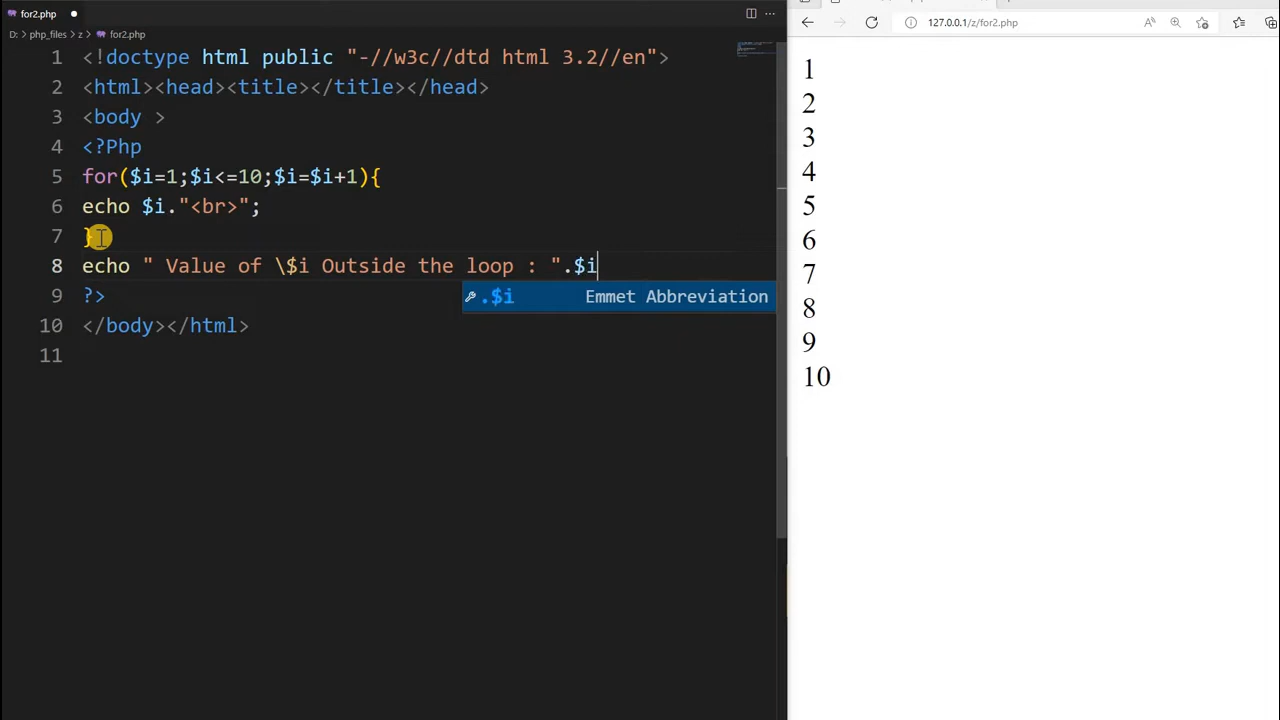 for2.php
D: > php_files > z > for2.php
1 <!doctype html public "-//w3c//dtd html 3.2//en">
2 <html><head><title></title></head>
3 <body >
4 <?Php
5 for($i=1;$i<=10;$i=$i+1){
6 echo $i."<br>";
7 }
8 echo " Value of \$i Outside the loop : ".$i
.$i Emmet Abbreviation
9 ?>
10 </body></html>
11
127.0.0.1/z/for2.php
1
2
3
4
5
6
7
8
9
10